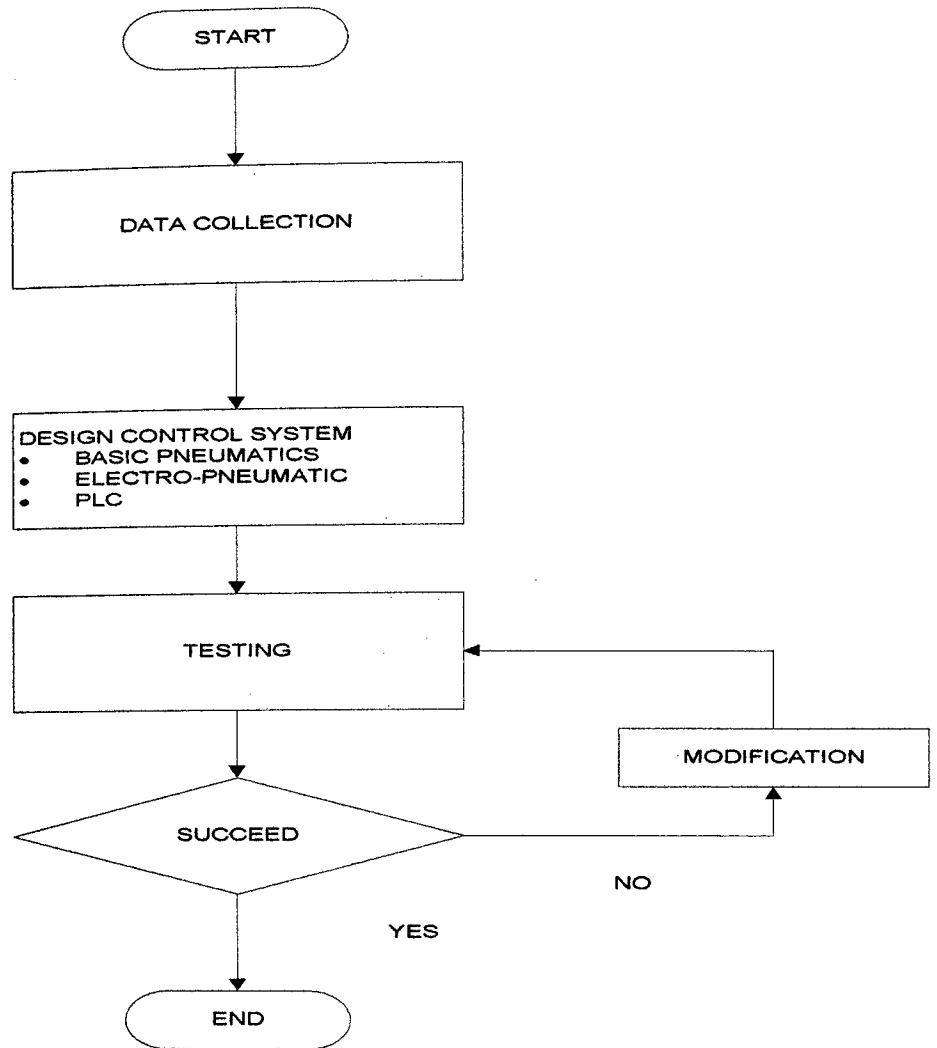 START
DATA COLLECTION
DESIGN CONTROL SYSTEM
• BASIC PNEUMATICS
• ELECTRO-PNEUMATIC
• PLC
TESTING
MODIFICATION
SUCCEED
NO
YES
END